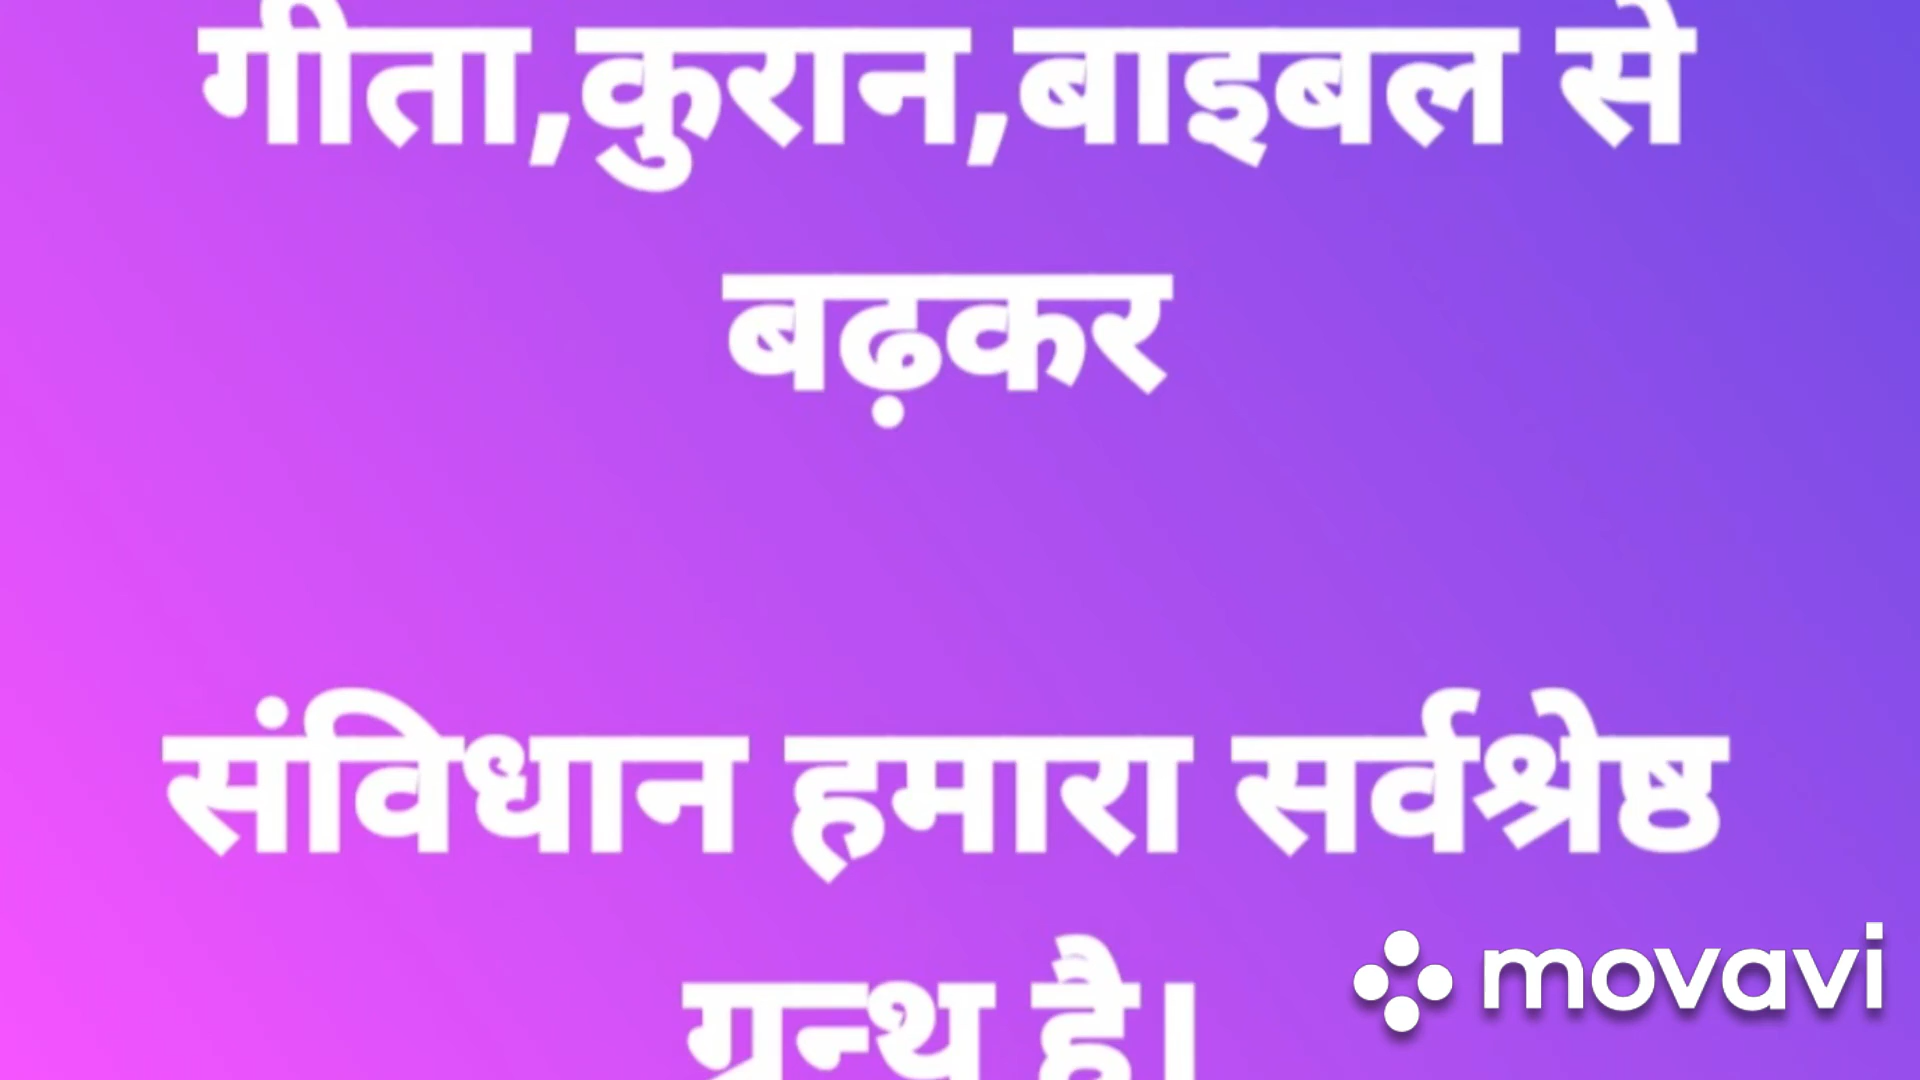 गीता,कुरान,बाइबल से
बढ़कर
संविधान हमारा सर्वश्रेष्ठ
ग्रन्थ है।
movavi